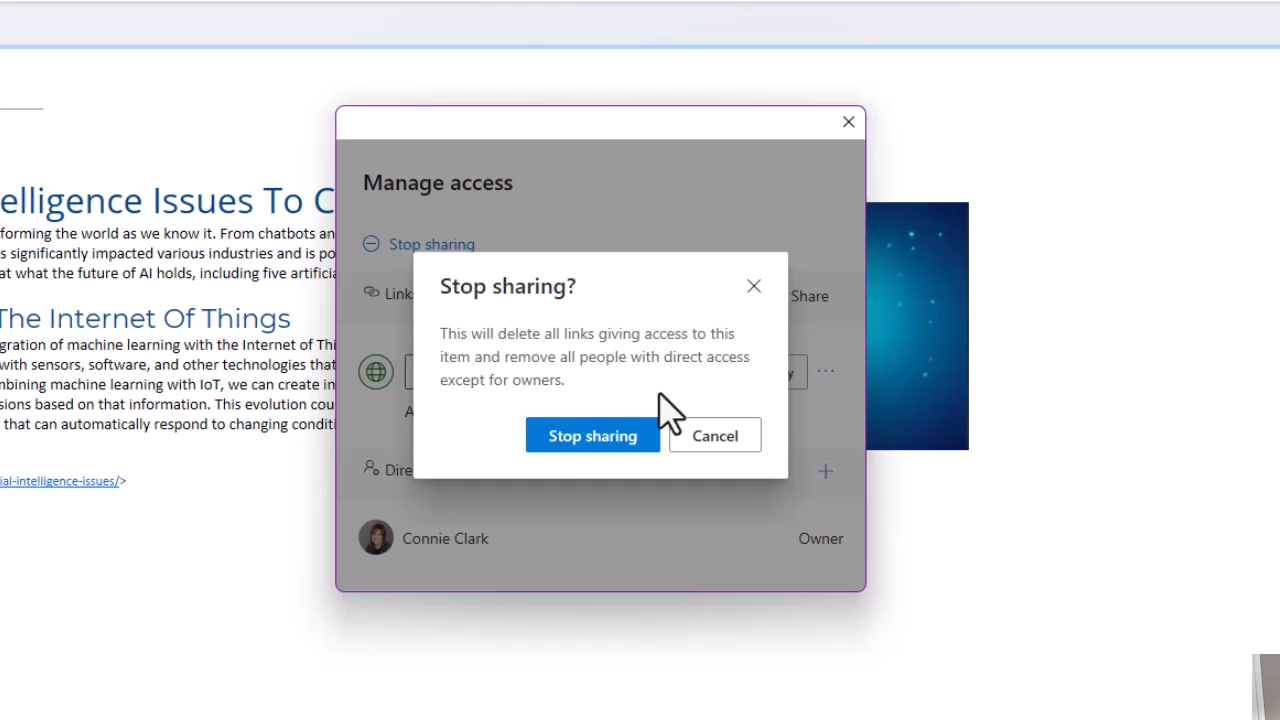 elligence Issues To C
forming the world as we know it. From chatbots an
s significantly impacted various industries and is po
at what the future of AI holds, including five artificia
The Internet Of Things
gration of machine learning with the Internet of Thi
with sensors, software, and other technologies that
mbining machine learning with IoT, we can create in
sions based on that information. This evolution cou
that can automatically respond to changing conditi
ial-intelligence-issues/>
Manage access
Stop sharing
Link
Share
y
A
Dire
Connie Clark
Owner
Stop sharing?
This will delete all links giving access to this
item and remove all people with direct access
except for owners.
Stop sharing
Cancel